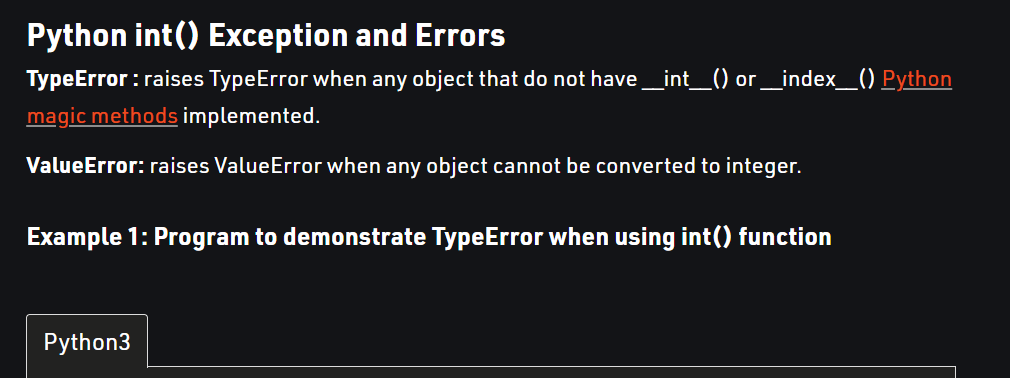 Python int() Exception and Errors
TypeError : raises TypeError when any object that do not have __int__() or __index__() Python
magic methods implemented.
ValueError: raises ValueError when any object cannot be converted to integer.
Example 1: Program to demonstrate TypeError when using int() function
Python3